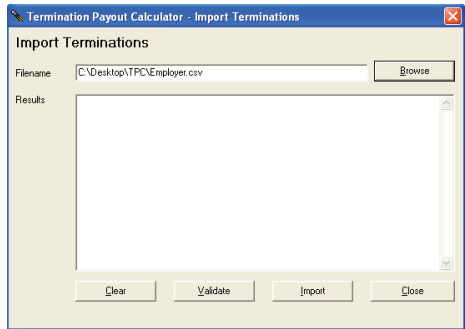 Termination Payout Calculator - Import Terminations
Import Terminations
Filename C:\Desktop\TPC\Employer.csv Browse
Results
Clear Validate Import Close